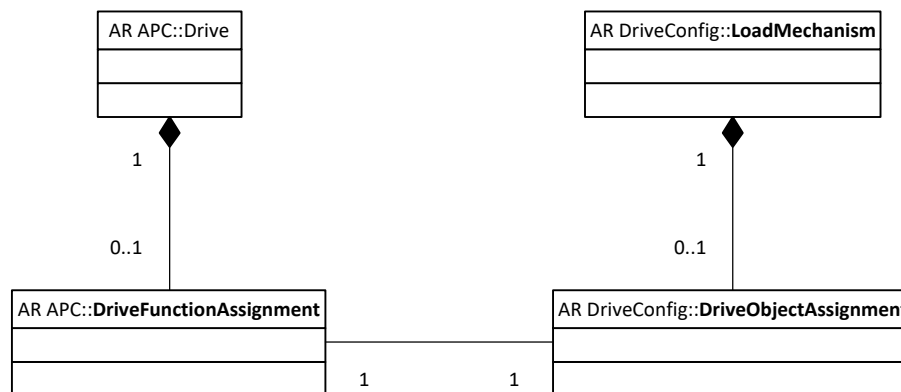 AR APC::Drive
AR DriveConfig::LoadMechanism
1
1
0..1
0..1
AR APC::DriveFunctionAssignment
AR DriveConfig::DriveObjectAssignment
1
1